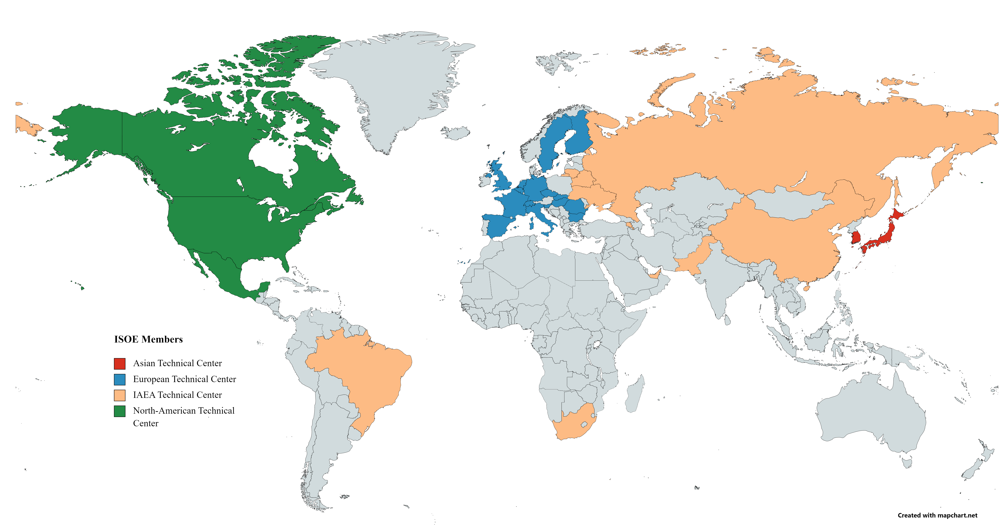 ISOE Members
Asian Technical Center
European Technical Center
IAEA Technical Center
North-American Technical
Center
Created with mapchart.net